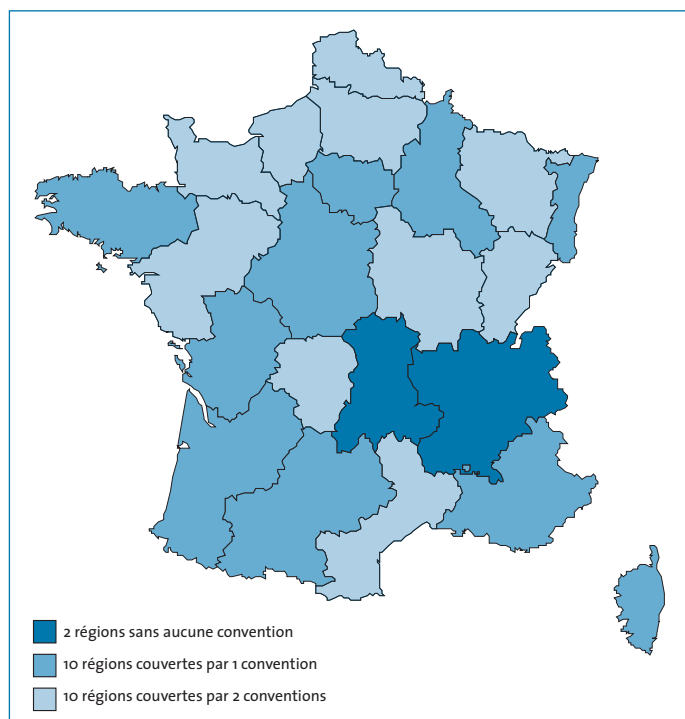 2 régions sans aucune convention
10 régions couvertes par 1 convention
10 régions couvertes par 2 conventions